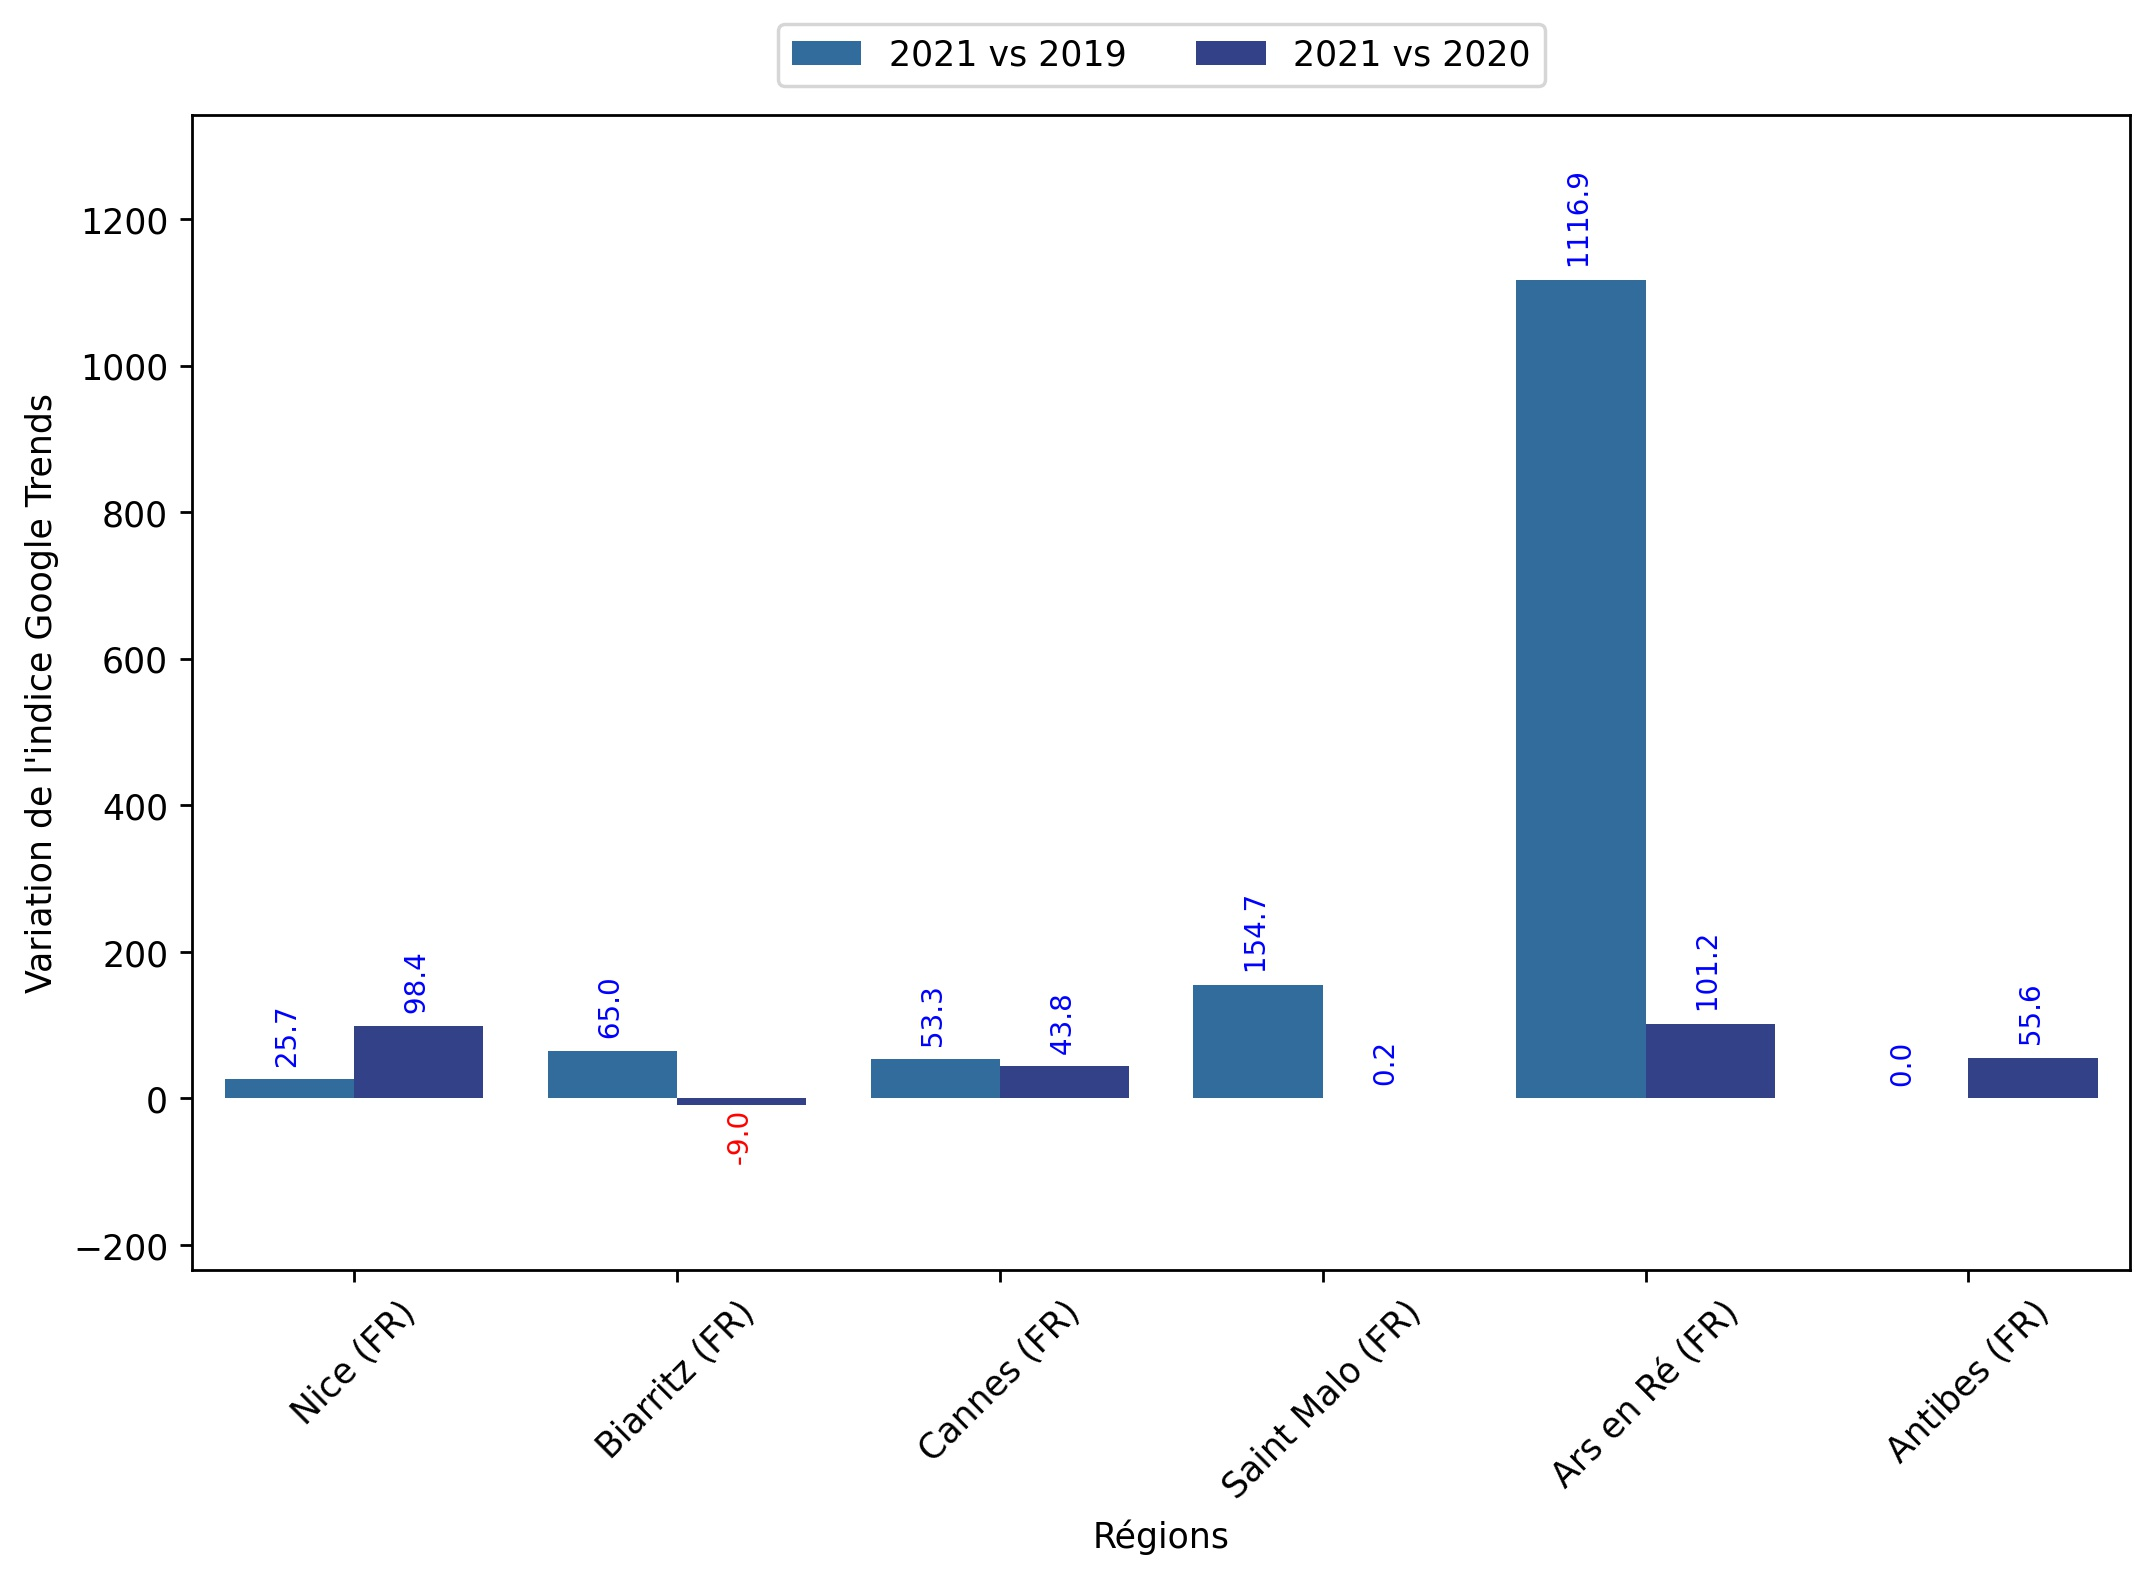 2021 vs 2019
2021 vs 2020
Variation de l'indice Google Trends
1200
1000
800
600
400
200
0
−200
25.7
98.4
65.0
-9.0
53.3
43.8
154.7
0.2
1116.9
101.2
0.0
55.6
Nice (FR)
Biarritz (FR)
Cannes (FR)
Saint Malo (FR)
Ars en Ré (FR)
Antibes (FR)
Régions